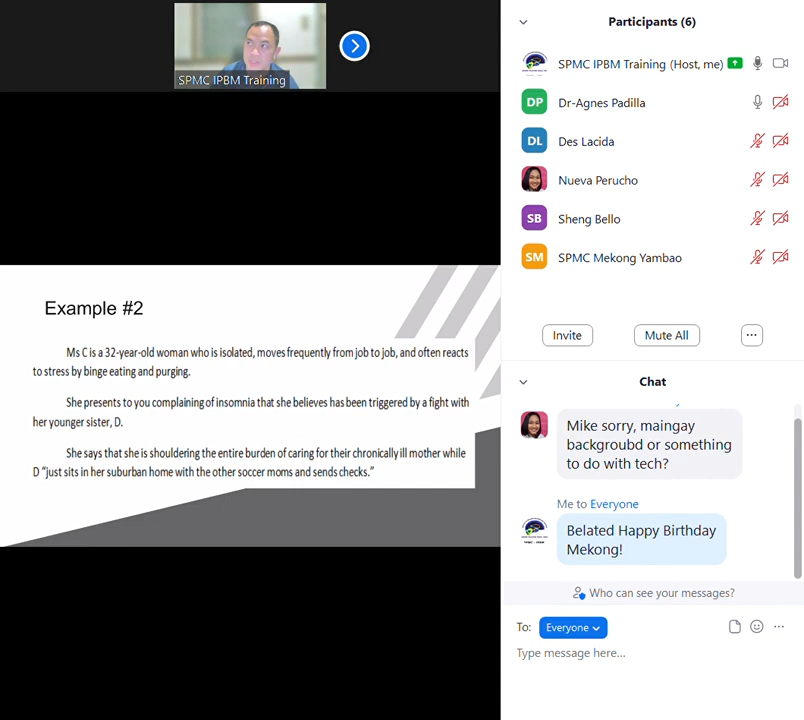 SPMC IPBM Training
Example #2
Ms C is a 32-year-old woman who is isolated, moves frequently from job to job, and often reacts
to stress by binge eating and purging.
She presents to you complaining of insomnia that she believes has been triggered by a fight with
her younger sister, D.
She says that she is shouldering the entire burden of caring for their chronically ill mother while
D "just sits in her suburban home with the other soccer moms and sends checks."
Participants (6)
SPMC IPBM Training (Host, me)
DP Dr-Agnes Padilla
DL Des Lacida
Nueva Perucho
SB Sheng Bello
SM SPMC Mekong Yambao
Invite Mute All ...
Chat
Mike sorry, maingay
backgroubd or something
to do with tech?
Me to Everyone
Belated Happy Birthday
Mekong!
Who can see your messages?
To: Everyone
Type message here...